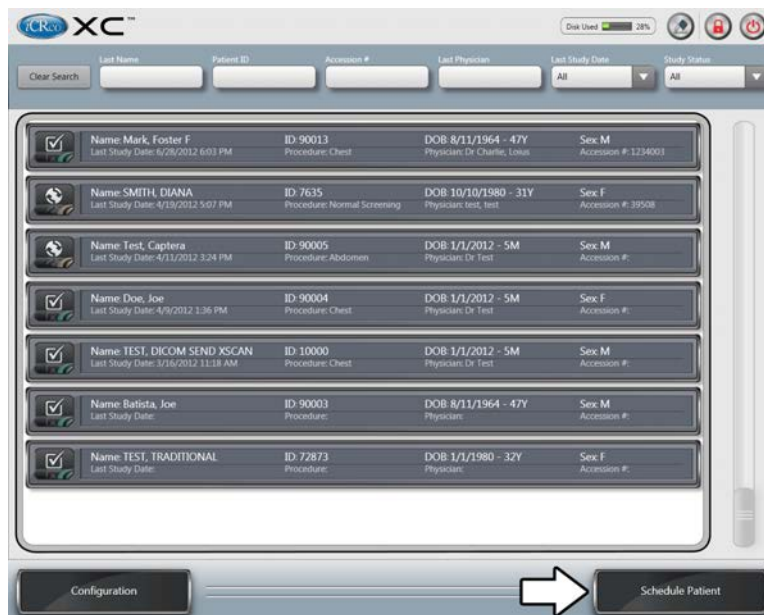 iCRco XC™
Disk Used 28%
Last Name Patient ID Accession # Last Physician Last Study Date Study Status
Clear Search All All
Name: Mark, Foster F ID: 90013 DOB: 8/11/1964 - 47Y Sex: M
Last Study Date: 6/28/2012 6:03 PM Procedure: Chest Physician: Dr Charlie, Loius Accession #: 1234003
Name: SMITH, DIANA ID: 7635 DOB: 10/10/1980 - 31Y Sex: F
Last Study Date: 4/19/2012 5:07 PM Procedure: Normal Screening Physician: test, test Accession #: 39508
Name: Test, Captera ID: 90005 DOB: 1/1/2012 - 5M Sex: M
Last Study Date: 4/11/2012 3:24 PM Procedure: Abdomen Physician: Dr Test Accession #:
Name: Doe, Joe ID: 90004 DOB: 1/1/2012 - 5M Sex: F
Last Study Date: 4/9/2012 1:36 PM Procedure: Chest Physician: Dr Test Accession #:
Name: TEST, DICOM SEND XSCAN ID: 10000 DOB: 1/1/2012 - 5M Sex: M
Last Study Date: 3/16/2012 11:18 AM Procedure: Chest Physician: Dr Test Accession #:
Name: Batista, Joe ID: 90003 DOB: 8/11/1964 - 47Y Sex: M
Last Study Date: Procedure: Physician: Accession #:
Name: TEST, TRADITIONAL ID: 72873 DOB: 1/1/1980 - 32Y Sex: F
Last Study Date: Procedure: Physician: Accession #:
Configuration Schedule Patient